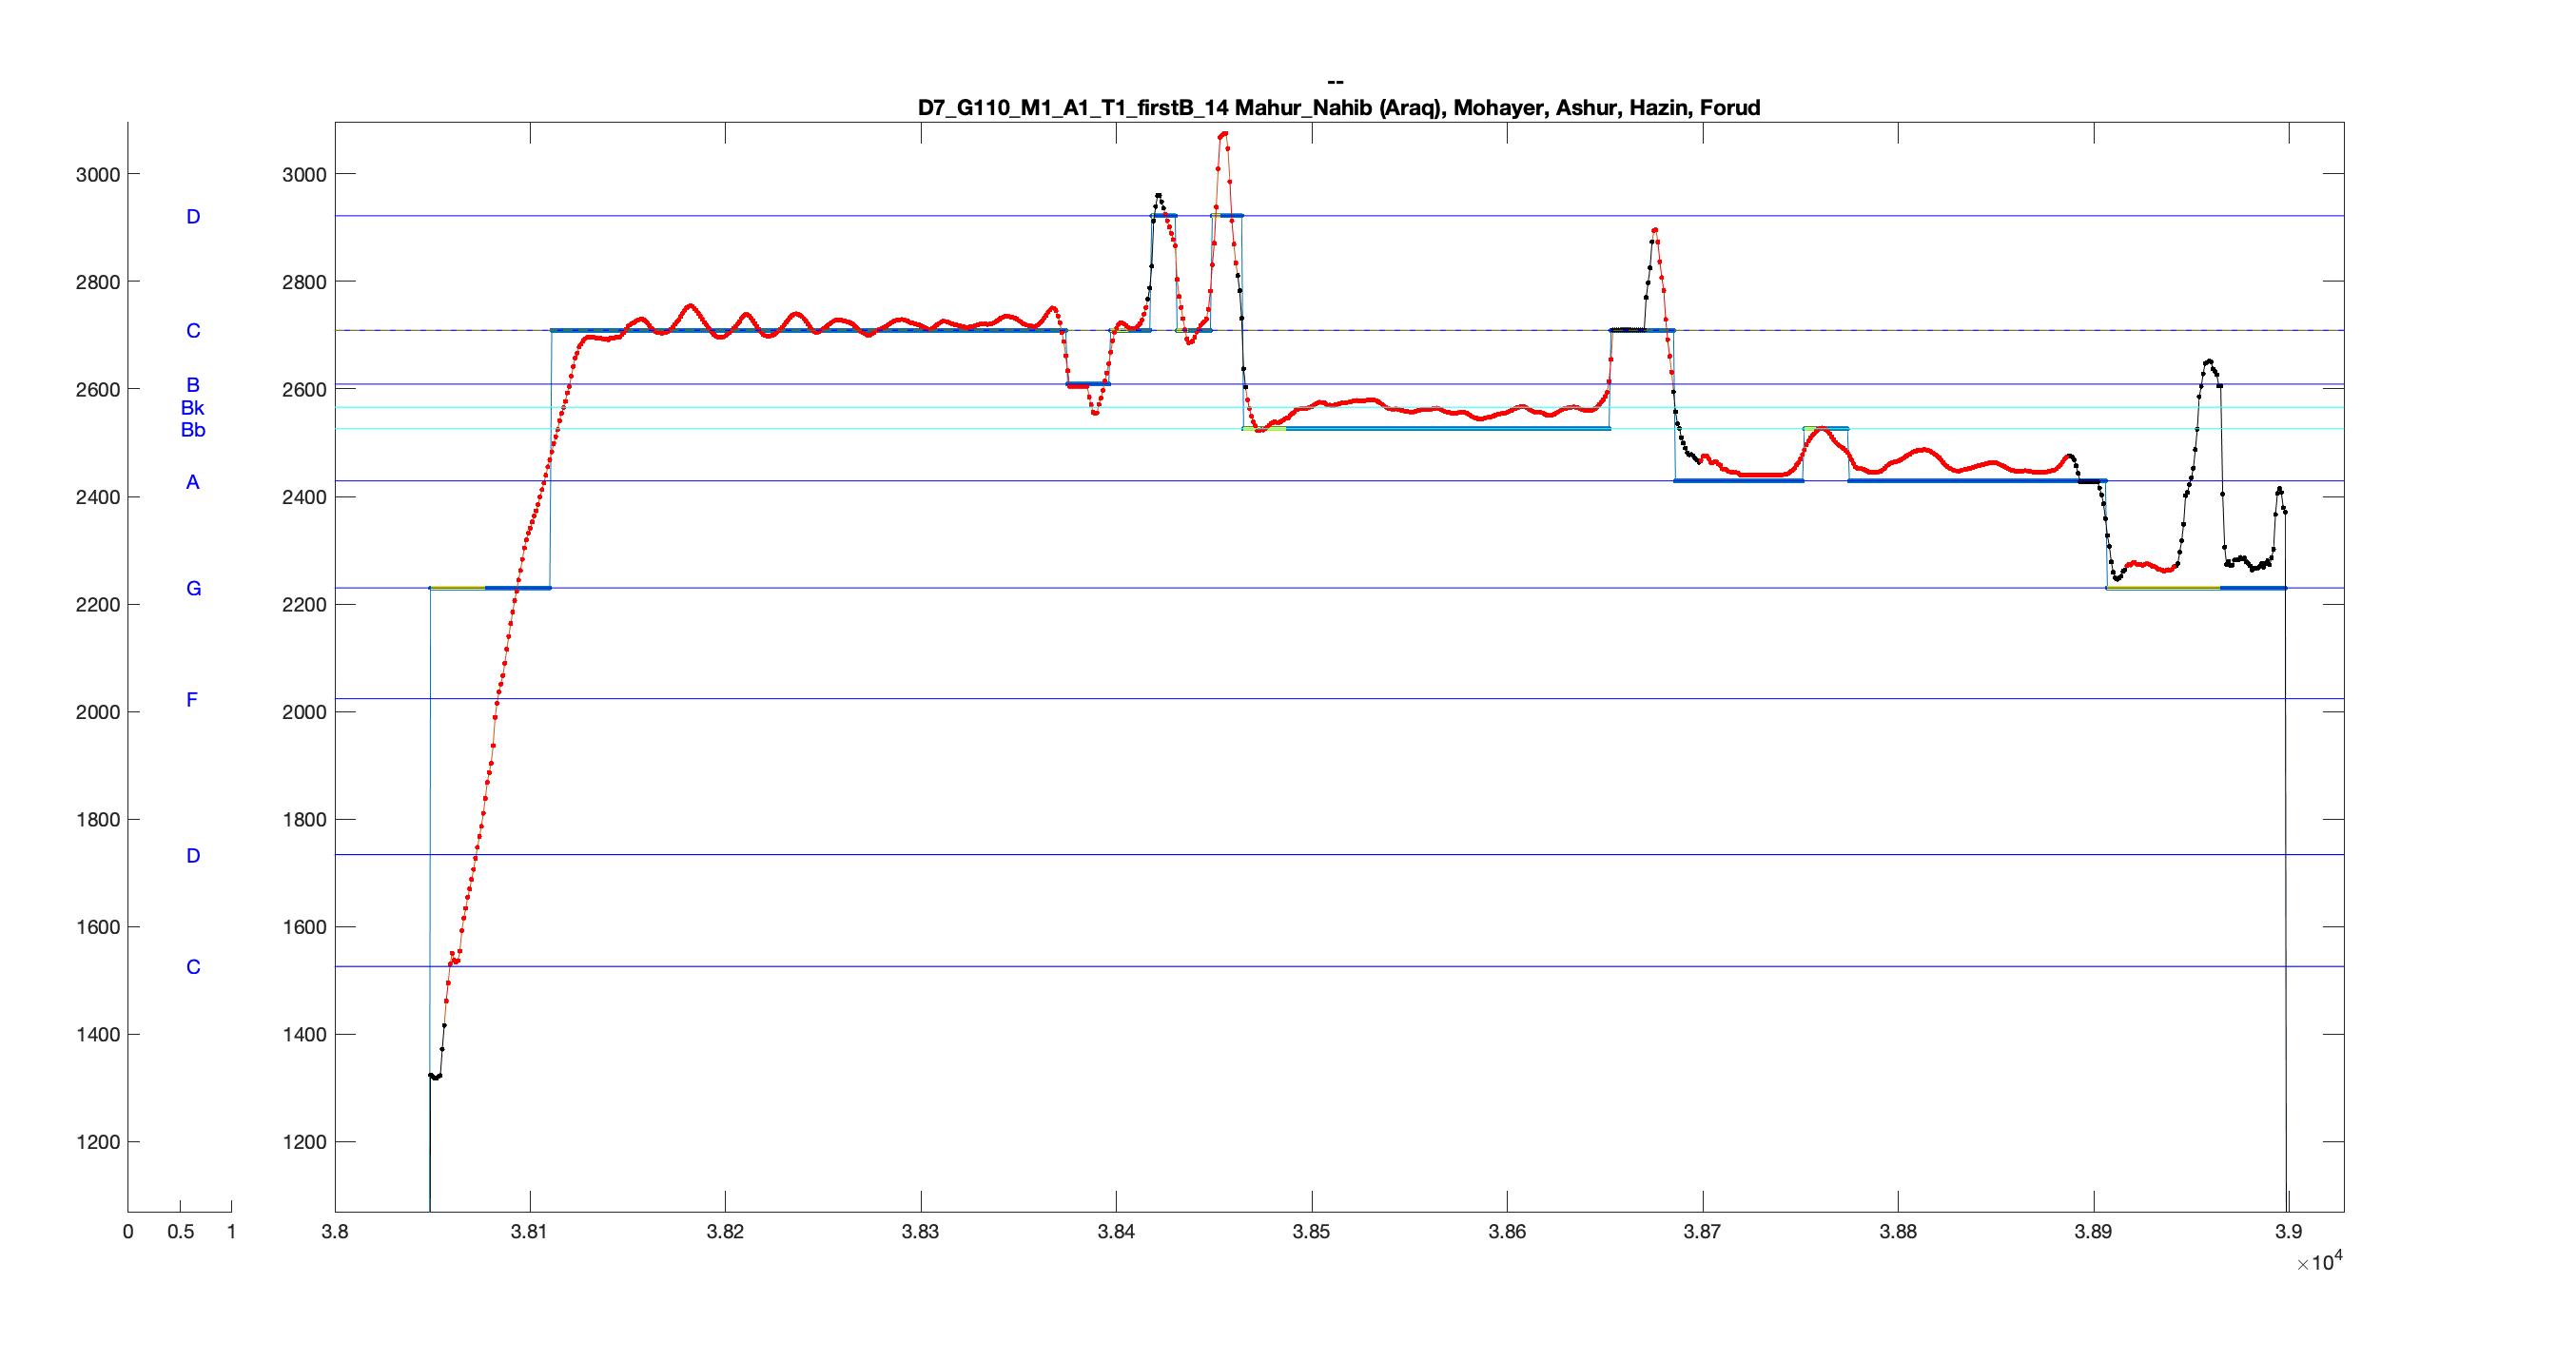 --
D7_G110_M1_A1_T1_firstB_14 Mahur_Nahib (Araq), Mohayer, Ashur, Hazin, Forud
3000 3000
D
2800 2800
C
2600 B 2600
Bk
Bb
2400 A 2400
G
2200 2200
F
2000 2000
1800 1800
D
1600 1600
C
1400 1400
1200 1200
0 0.5 1 3.8 3.81 3.82 3.83 3.84 3.85 3.86 3.87 3.88 3.89 3.9
×10^4